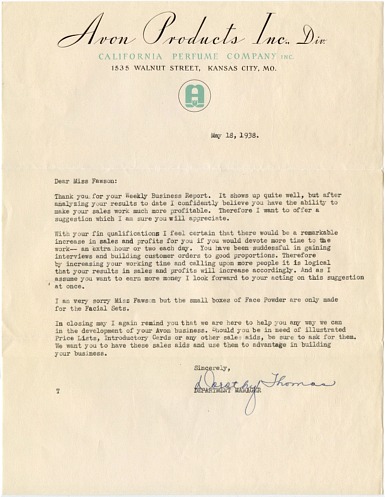 Avon Products Inc., Div.
CALIFORNIA PERFUME COMPANY INC.
1535 WALNUT STREET, KANSAS CITY, MO.
A
May 18, 1938.
Dear Miss Fawson:
Thank you for your Weekly Business Report. It shows up quite well, but after
analyzing your results to date I confidently believe you have the ability to
make your sales work much more profitable. Therefore I want to offer a
suggestion which I am sure you will appreciate.
With your fin qualifications I feel certain that there would be a remarkable
increase in sales and profits for you if you would devote more time to the
work-- an extra hour or two each day. You have been suddessful in gaining
interviews and building customer orders to good proportions. Therefore
by increasing your working time and calling upon more people it is logical
that your results in sales and profits will increase accordingly. And as I
assume you want to earn more money I look forward to your acting on this suggestion
at once.
I am very sorry Miss Fawson but the small boxes of Face Powder are only made
for the Facial Sets.
In closing may I again remind you that we are here to help you any way we can
in the development of your Avon business. Should you be in need of illustrated
Price Lists, Introductory Cards or any other sales aids, be sure to ask for them.
We want you to have these sales aids and use them to advantage in building
your business.
Sincerely,
Dorothy Thomas
T DEPARTMENT MANAGER